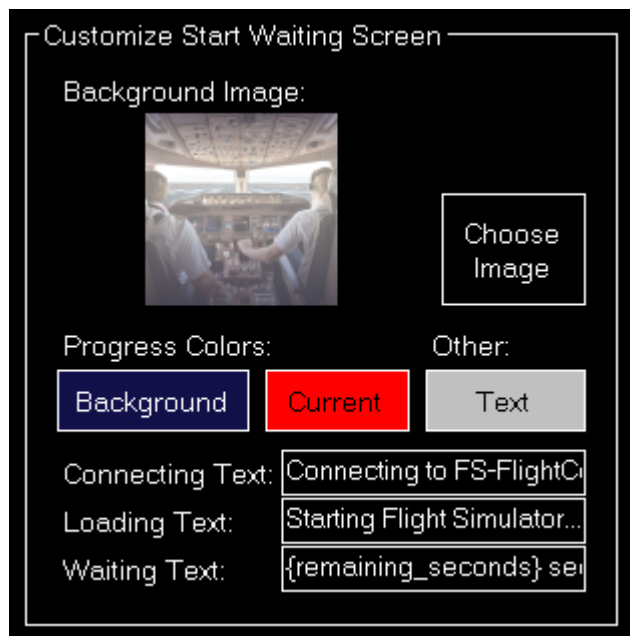 Customize Start Waiting Screen
Background Image:
Choose
Image
Progress Colors:
Other:
Background
Current
Text
Connecting Text:
Connecting to FS-FlightC
Loading Text:
Starting Flight Simulator...
Waiting Text:
{remaining_seconds} se